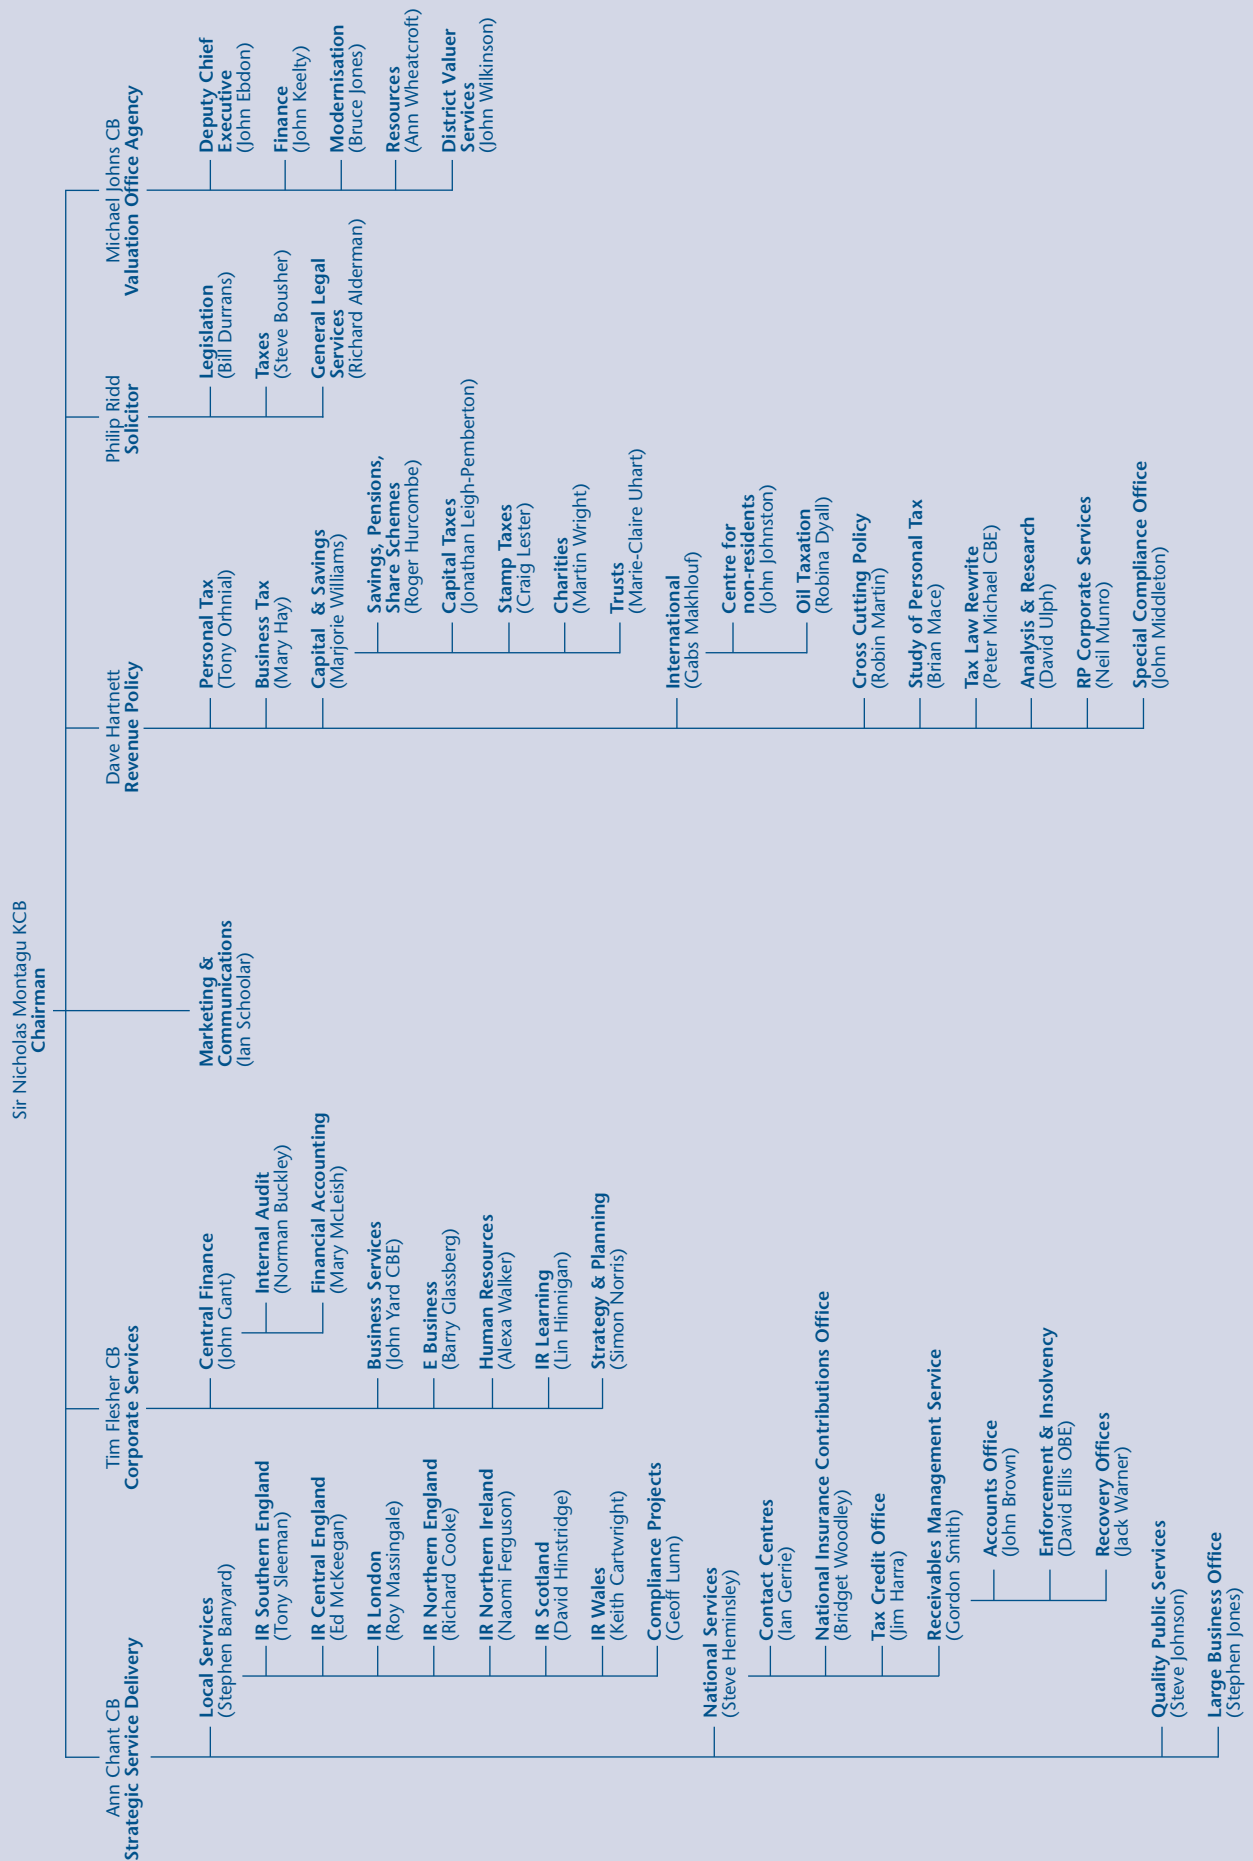 Sir Nicholas Montagu KCB
Chairman
Ann Chant CB
Strategic Service Delivery
Local Services
(Stephen Banyard)
IR Southern England
(Tony Sleeman)
IR Central England
(Ed McKeegan)
IR London
(Roy Massingale)
IR Northern England
(Richard Cooke)
IR Northern Ireland
(Naomi Ferguson)
IR Scotland
(David Hinstridge)
IR Wales
(Keith Cartwright)
Compliance Projects
(Geoff Lunn)
National Services
(Steve Heminsley)
Contact Centres
(Ian Gerrie)
National Insurance Contributions Office
(Bridget Woodley)
Tax Credit Office
(Jim Harra)
Receivables Management Service
(Gordon Smith)
Accounts Office
(John Brown)
Enforcement & Insolvency
(David Ellis OBE)
Recovery Offices
(Jack Warner)
Quality Public Services
(Steve Johnson)
Large Business Office
(Stephen Jones)
Tim Flesher CB
Corporate Services
Central Finance
(John Gant)
Internal Audit
(Norman Buckley)
Financial Accounting
(Mary McLeish)
Business Services
(John Yard CBE)
E Business
(Barry Glassberg)
Human Resources
(Alexa Walker)
IR Learning
(Lin Hinnigan)
Strategy & Planning
(Simon Norris)
Marketing &
Communications
(Ian Schoolar)
Dave Hartnett
Revenue Policy
Personal Tax
(Tony Orhnial)
Business Tax
(Mary Hay)
Capital & Savings
(Marjorie Williams)
Savings, Pensions,
Share Schemes
(Roger Hurcombe)
Capital Taxes
(Jonathan Leigh-Pemberton)
Stamp Taxes
(Craig Lester)
Charities
(Martin Wright)
Trusts
(Marie-Claire Uhart)
International
(Gabs Makhlouf)
Centre for
non-residents
(John Johnston)
Oil Taxation
(Robina Dyall)
Cross Cutting Policy
(Robin Martin)
Study of Personal Tax
(Brian Mace)
Tax Law Rewrite
(Peter Michael CBE)
Analysis & Research
(David Ulph)
RP Corporate Services
(Neil Munro)
Special Compliance Office
(John Middleton)
Philip Ridd
Solicitor
Legislation
(Bill Durrans)
Taxes
(Steve Bousher)
General Legal
Services
(Richard Alderman)
Michael Johns CB
Valuation Office Agency
Deputy Chief
Executive
(John Ebdon)
Finance
(John Keelty)
Modernisation
(Bruce Jones)
Resources
(Ann Wheatcroft)
District Valuer
Services
(John Wilkinson)